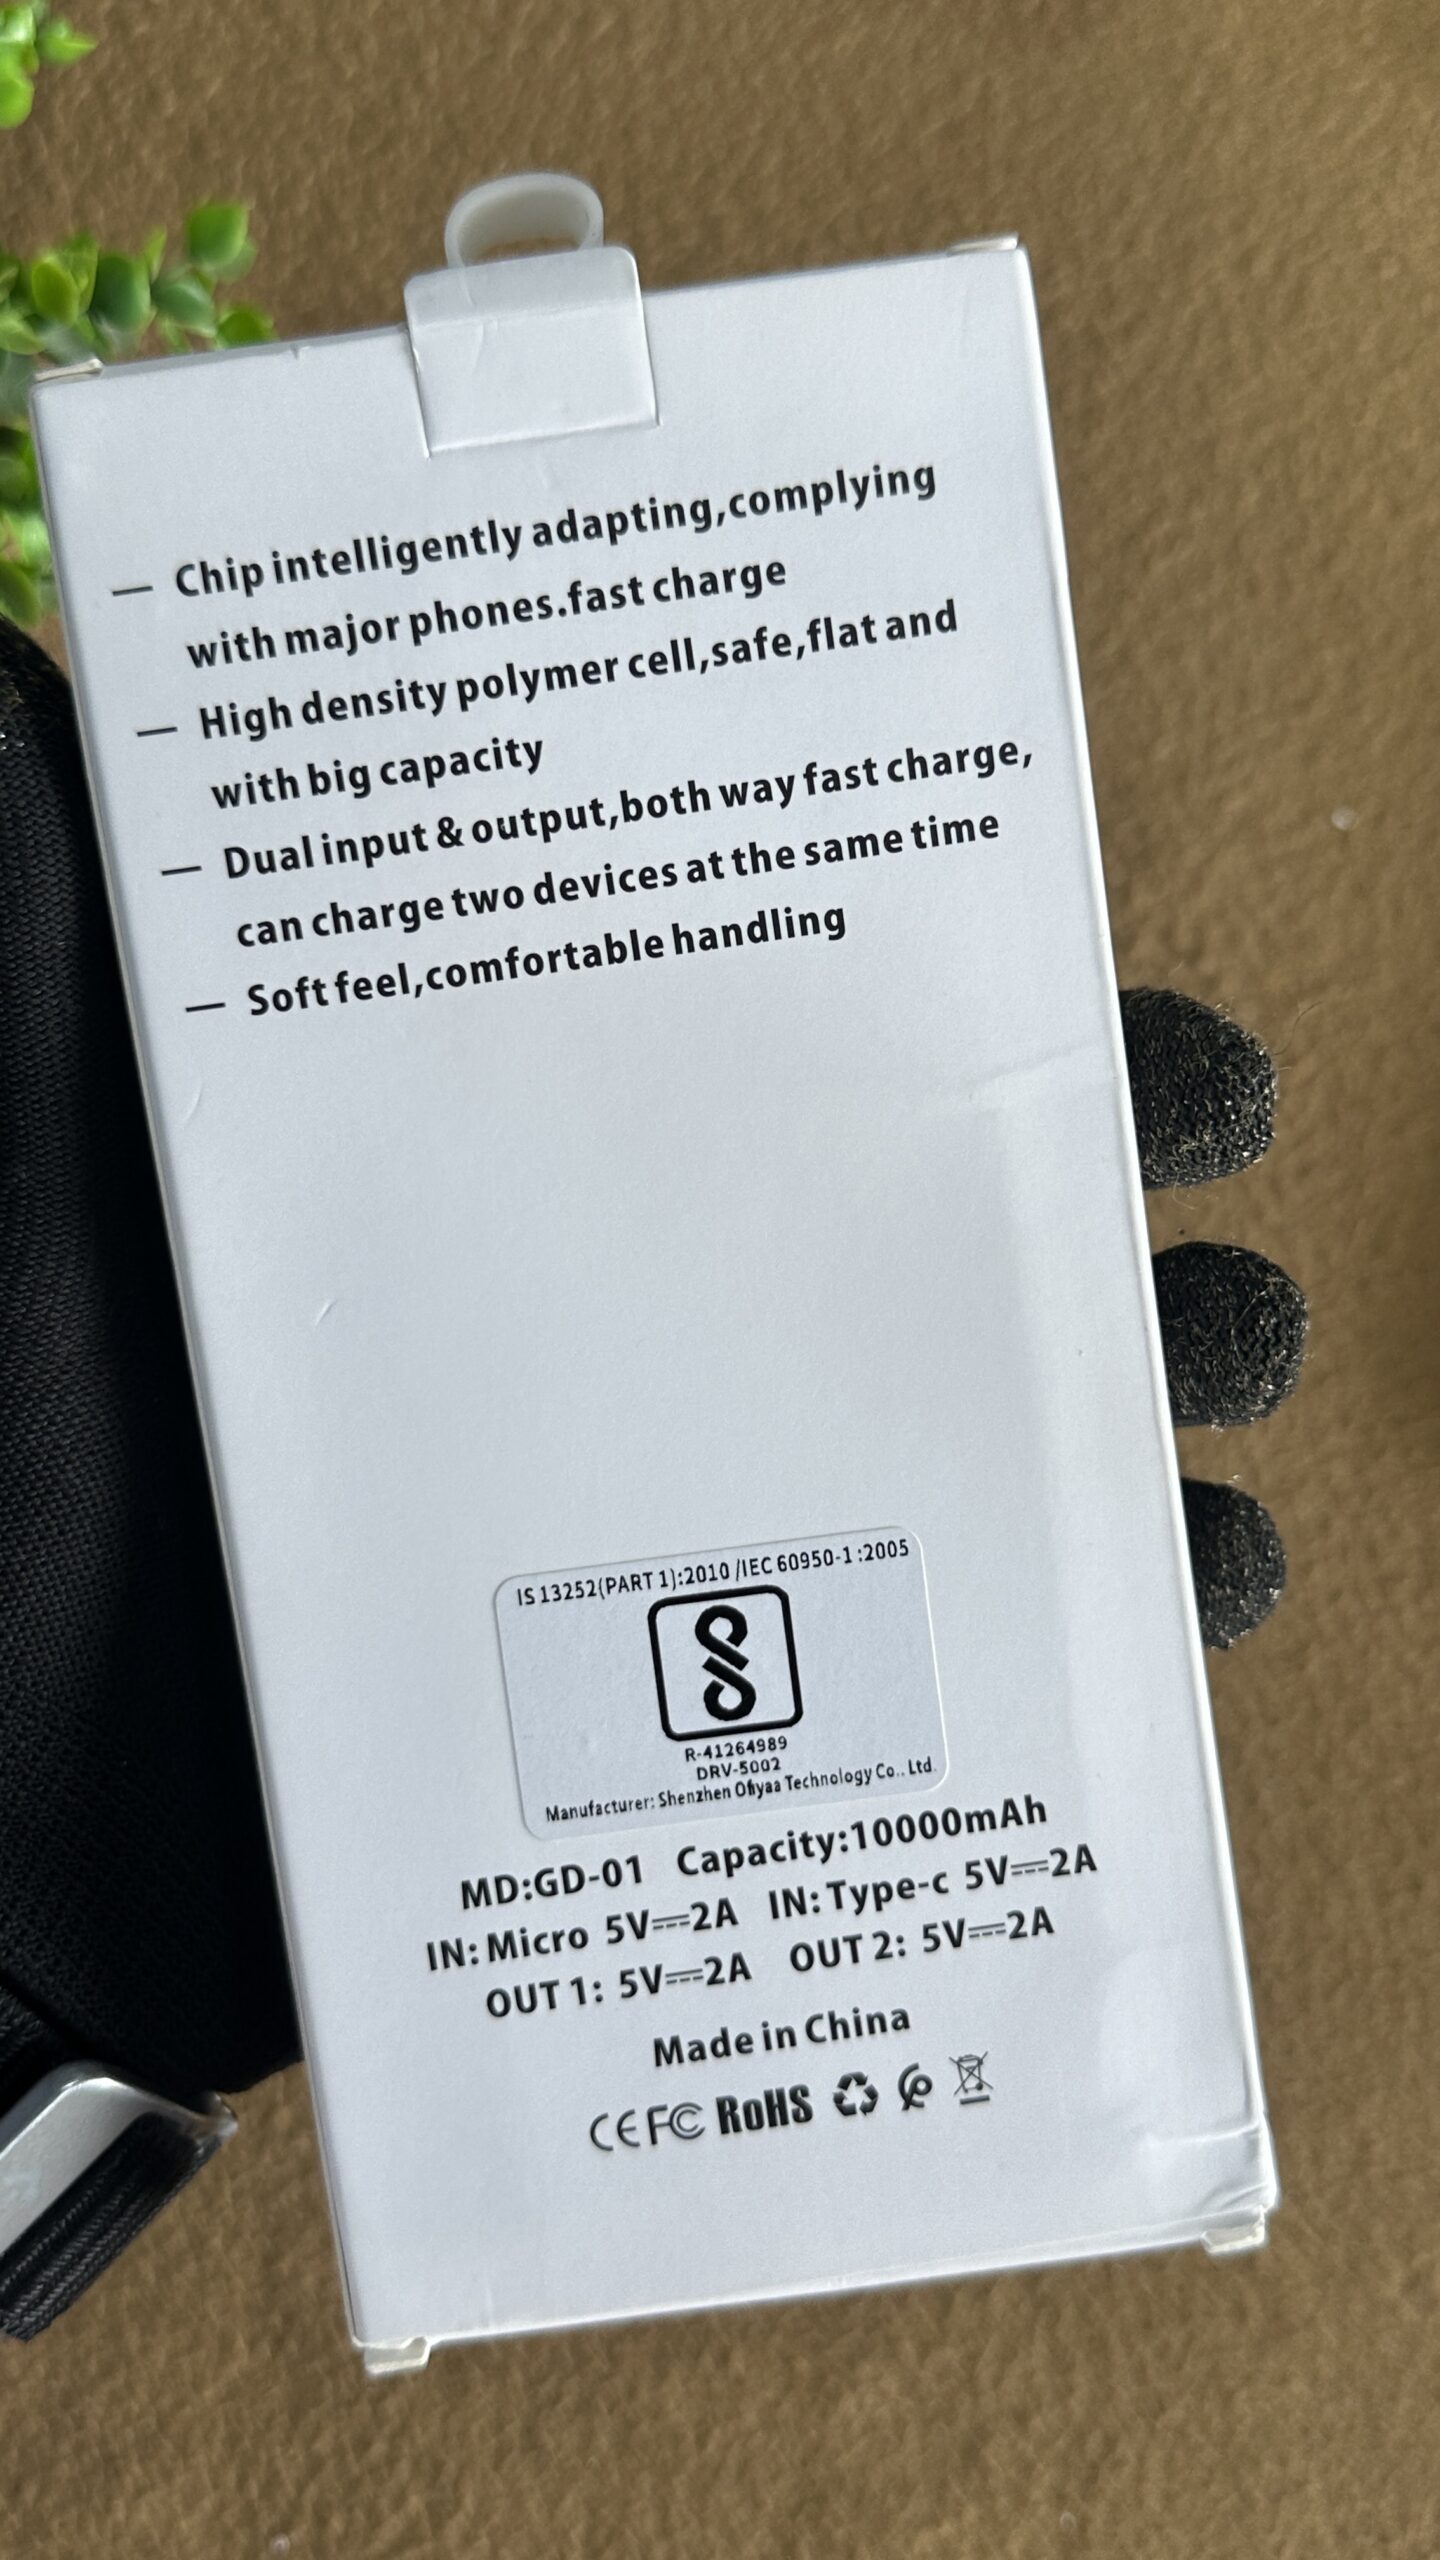 — Chip intelligently adapting,complying
with major phones.fast charge
— High density polymer cell,safe,flat and
with big capacity
— Dual input & output,both way fast charge,
can charge two devices at the same time
— Soft feel,comfortable handling
IS 13252(PART 1):2010 /IEC 60950-1 :2005
R-41264989
DRV-5002
Manufacturer: Shenzhen Ofiyaa Technology Co.. Ltd.
MD:GD-01 Capacity:10000mAh
IN: Micro 5V⎓2A IN: Type-c 5V⎓2A
OUT 1: 5V⎓2A OUT 2: 5V⎓2A
Made in China
CE FC RoHS